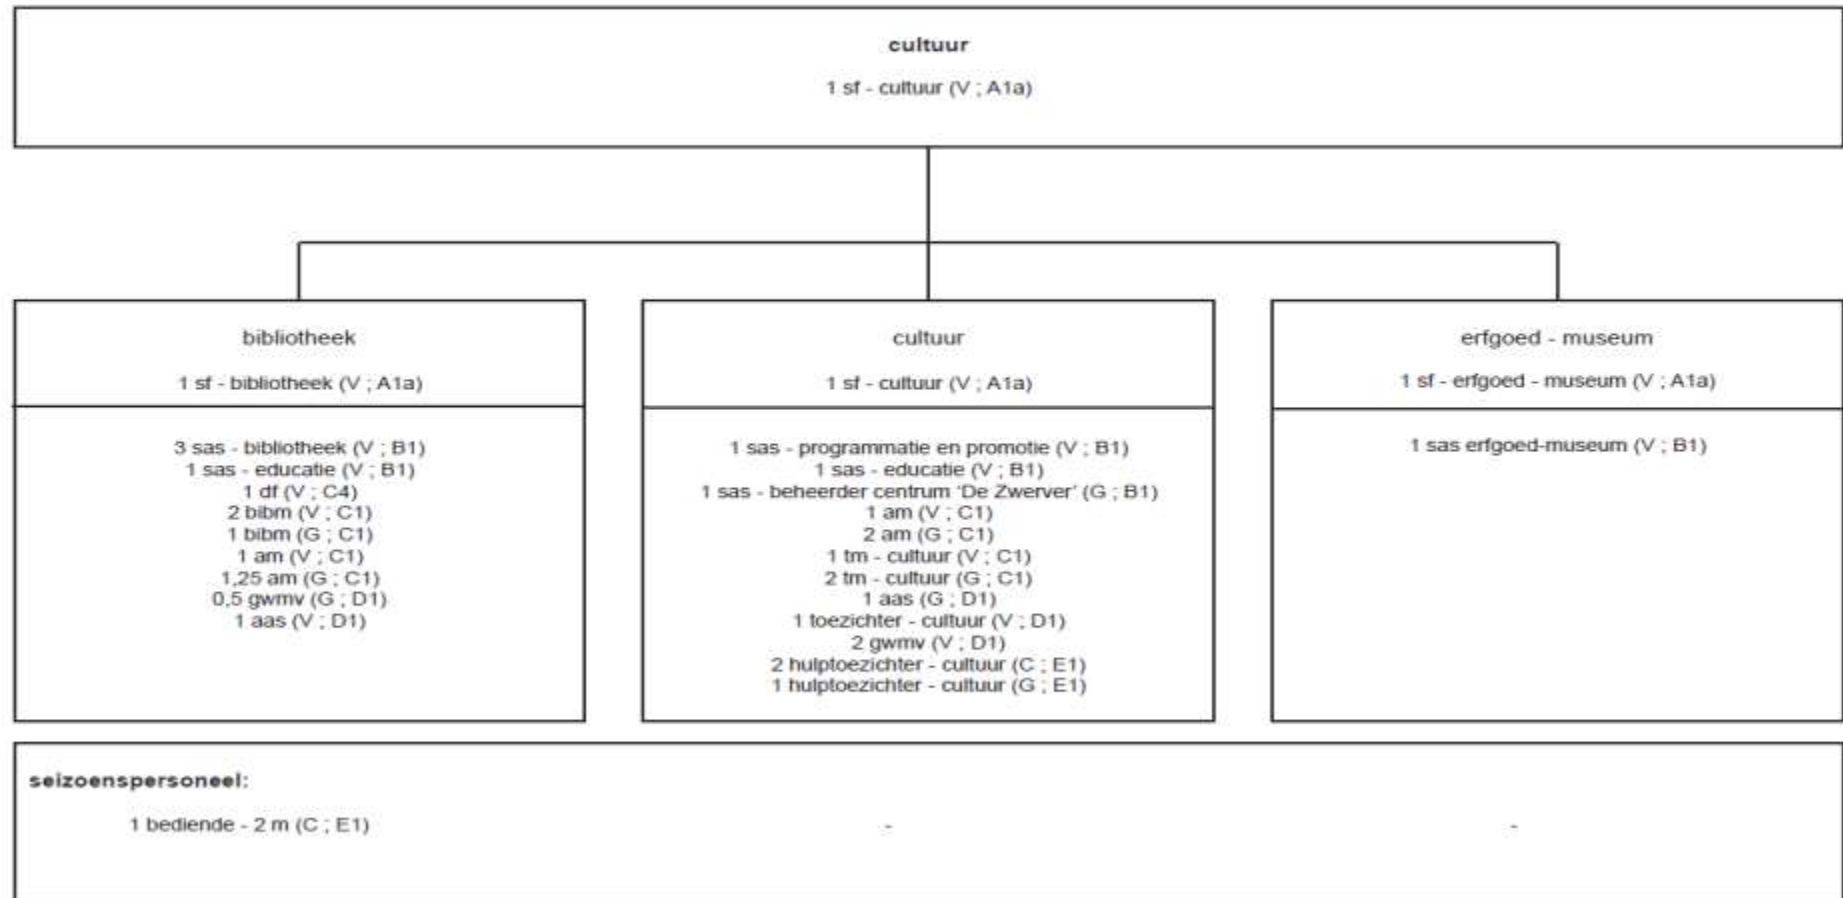 cultuur
1 sf - cultuur (V ; A1a)
bibliotheek
1 sf - bibliotheek (V ; A1a)
3 sas - bibliotheek (V ; B1)
1 sas - educatie (V ; B1)
1 df (V ; C4)
2 bibm (V ; C1)
1 bibm (G ; C1)
1 am (V ; C1)
1,25 am (G ; C1)
0,5 gwmv (G ; D1)
1 aas (V ; D1)
cultuur
1 sf - cultuur (V ; A1a)
1 sas - programmatie en promotie (V ; B1)
1 sas - educatie (V ; B1)
1 sas - beheerder centrum 'De Zwerver' (G ; B1)
1 am (V ; C1)
2 am (G ; C1)
1 tm - cultuur (V ; C1)
2 tm - cultuur (G ; C1)
1 aas (G ; D1)
1 toezichter - cultuur (V ; D1)
2 gwmv (V ; D1)
2 hulptoezichter - cultuur (C ; E1)
1 hulptoezichter - cultuur (G ; E1)
erfgoed - museum
1 sf - erfgoed - museum (V ; A1a)
1 sas erfgoed-museum (V ; B1)
seizoenspersoneel:
1 bediende - 2 m (C ; E1)
-
-